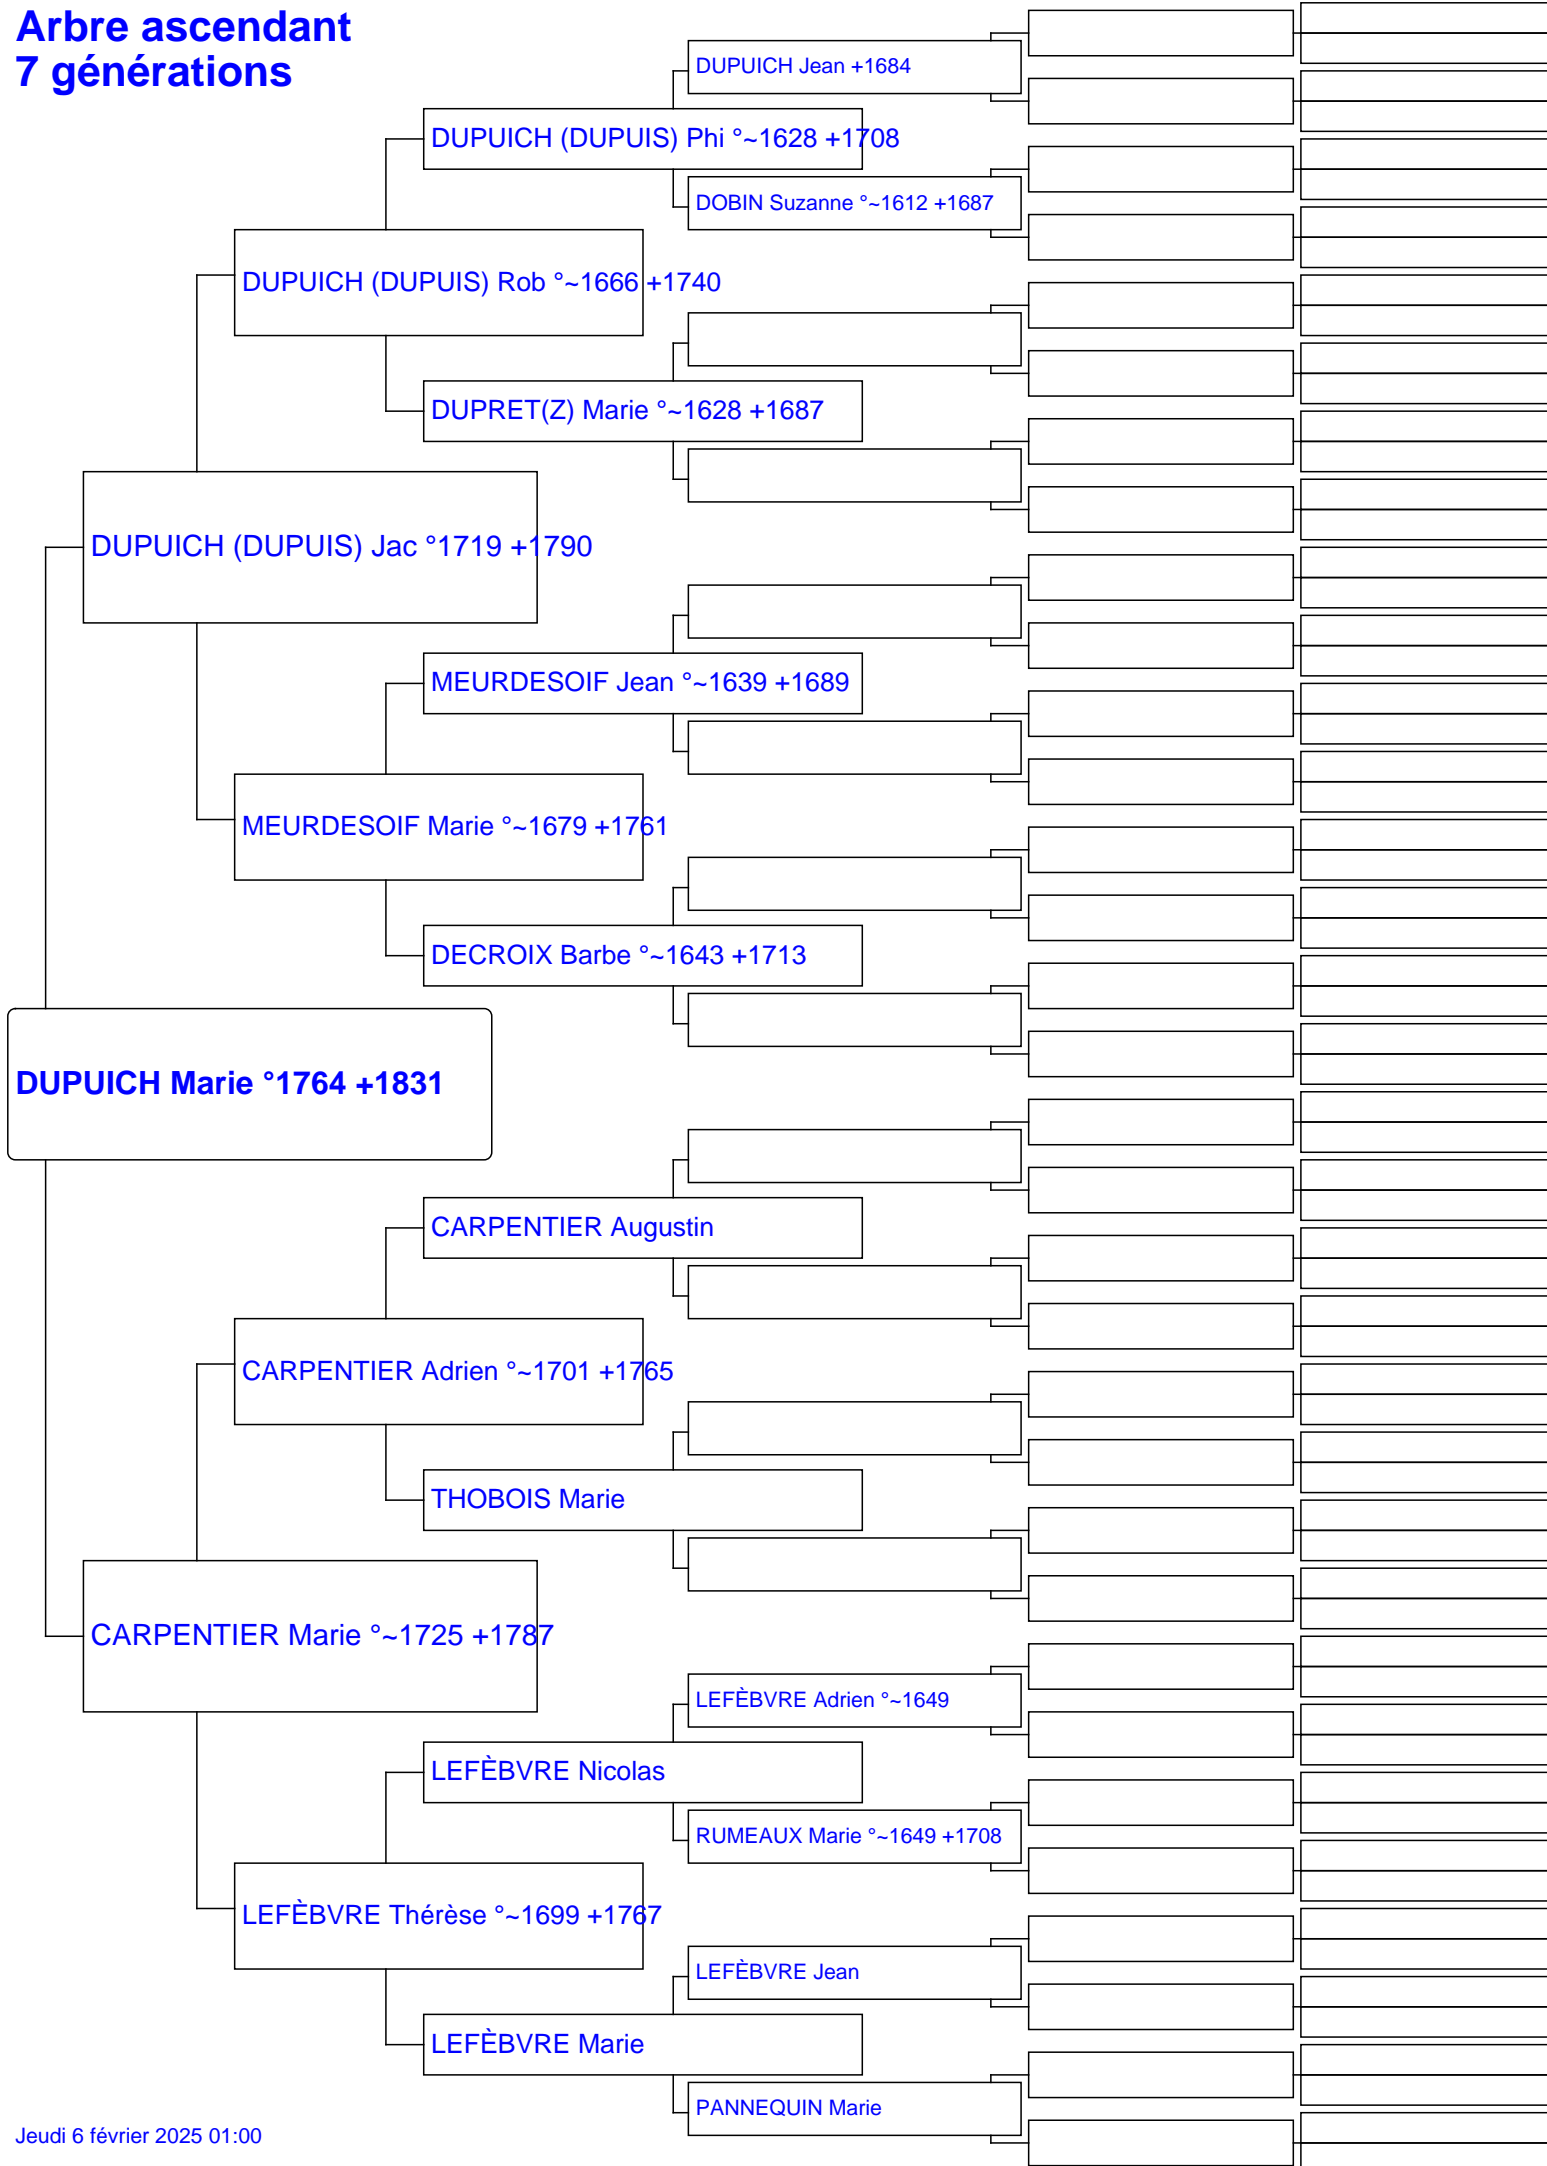 Arbre ascendant
7 générations
DUPUICH Jean +1684
DUPUICH (DUPUIS) Phi °~1628 +1708
DOBIN Suzanne °~1612 +1687
DUPUICH (DUPUIS) Rob °~1666 +1740
DUPRET(Z) Marie °~1628 +1687
DUPUICH (DUPUIS) Jac °1719 +1790
MEURDESOIF Jean °~1639 +1689
MEURDESOIF Marie °~1679 +1761
DECROIX Barbe °~1643 +1713
DUPUICH Marie °1764 +1831
CARPENTIER Augustin
CARPENTIER Adrien °~1701 +1765
THOBOIS Marie
CARPENTIER Marie °~1725 +1787
LEFÈBVRE Adrien °~1649
LEFÈBVRE Nicolas
RUMEAUX Marie °~1649 +1708
LEFÈBVRE Thérèse °~1699 +1767
LEFÈBVRE Jean
LEFÈBVRE Marie
PANNEQUIN Marie
Jeudi 6 février 2025 01:00